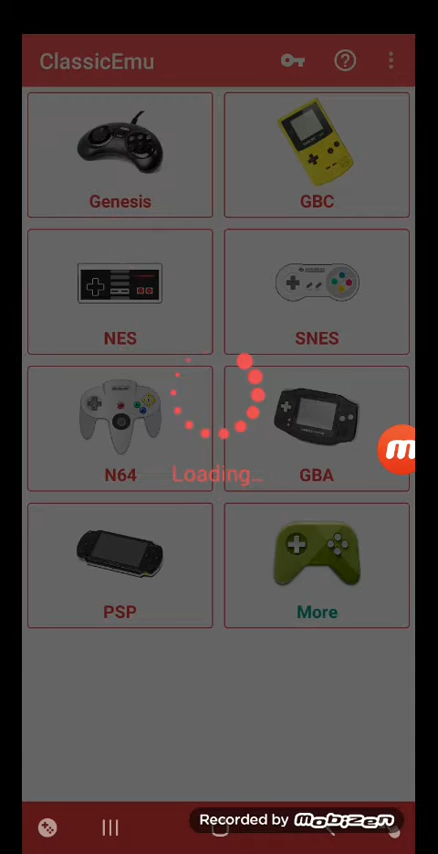 ClassicEmu
Genesis
GBC
NES
SNES
N64
Loading...
GBA
PSP
More
Recorded by MOBIZEN